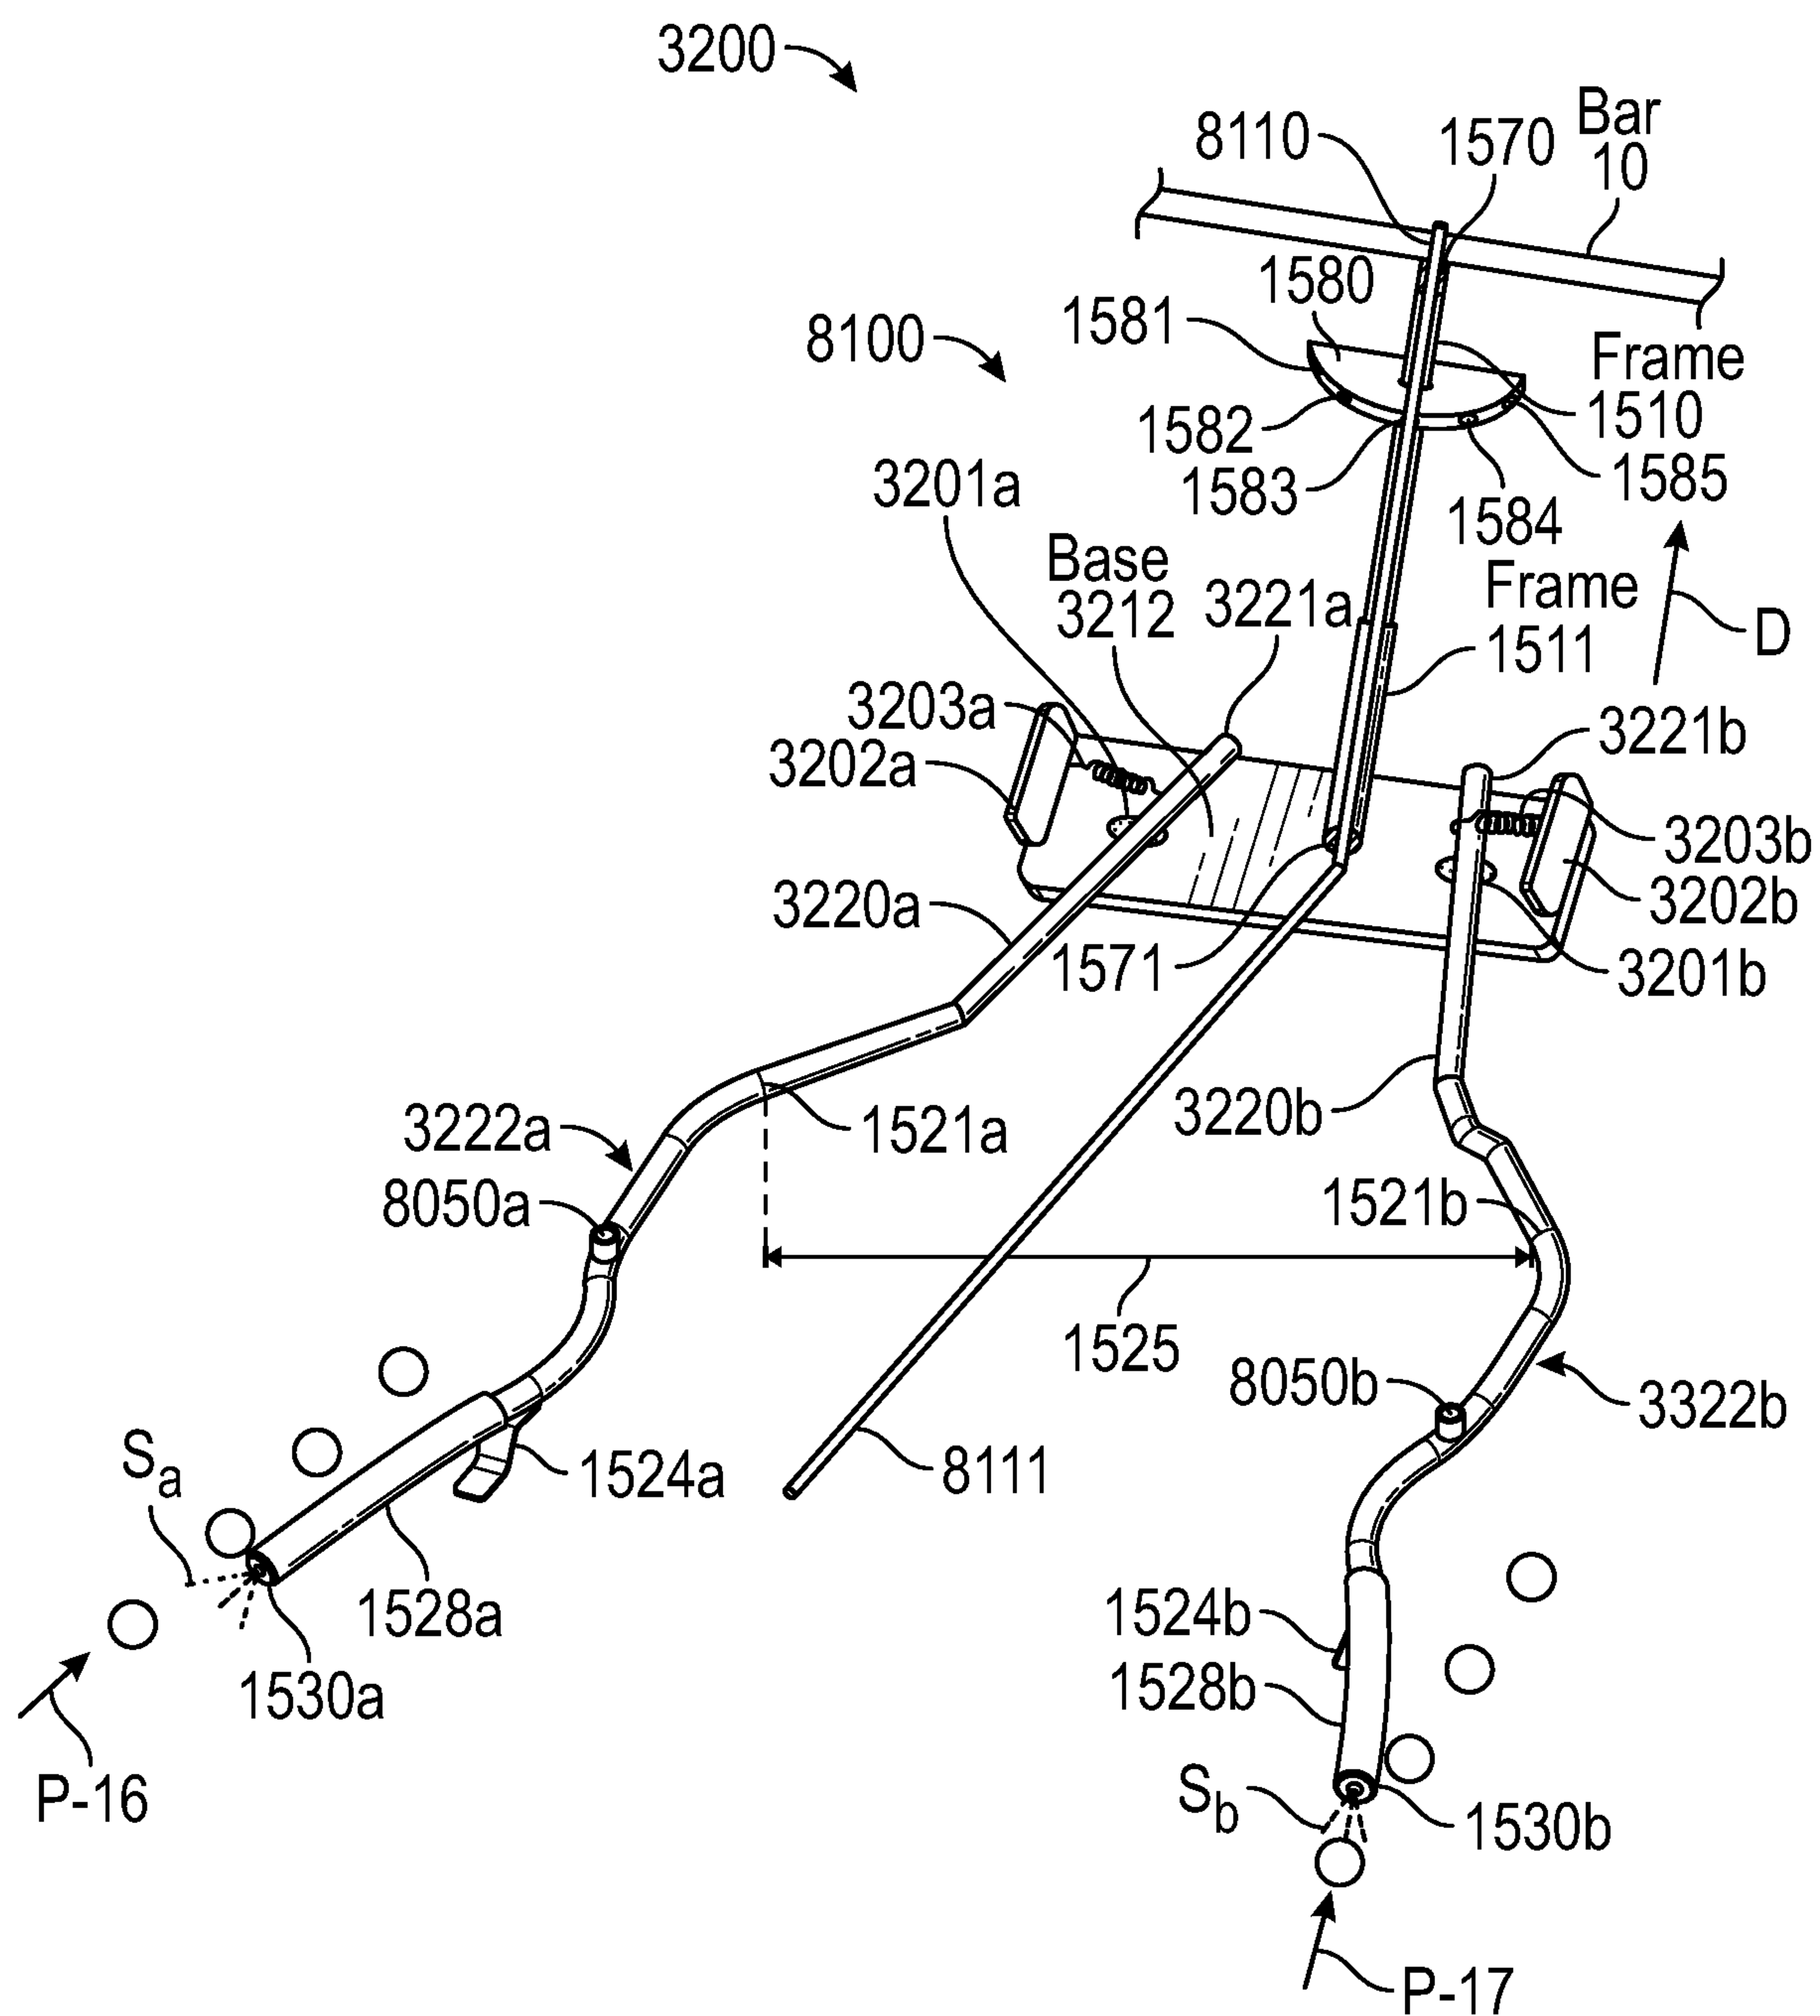 3200
Bar
10
8110
1570
1580
1581
8100
Frame
1510
1582
1583
1585
1584
3201a
Base
3212
3221a
Frame
1511
D
3203a
3202a
3221b
3203b
3202b
3220a
1571
3201b
3222a
1521a
3220b
8050a
1521b
1525
8050b
3322b
Sa
1524a
8111
1528a
1524b
1530a
1528b
P-16
Sb
1530b
P-17